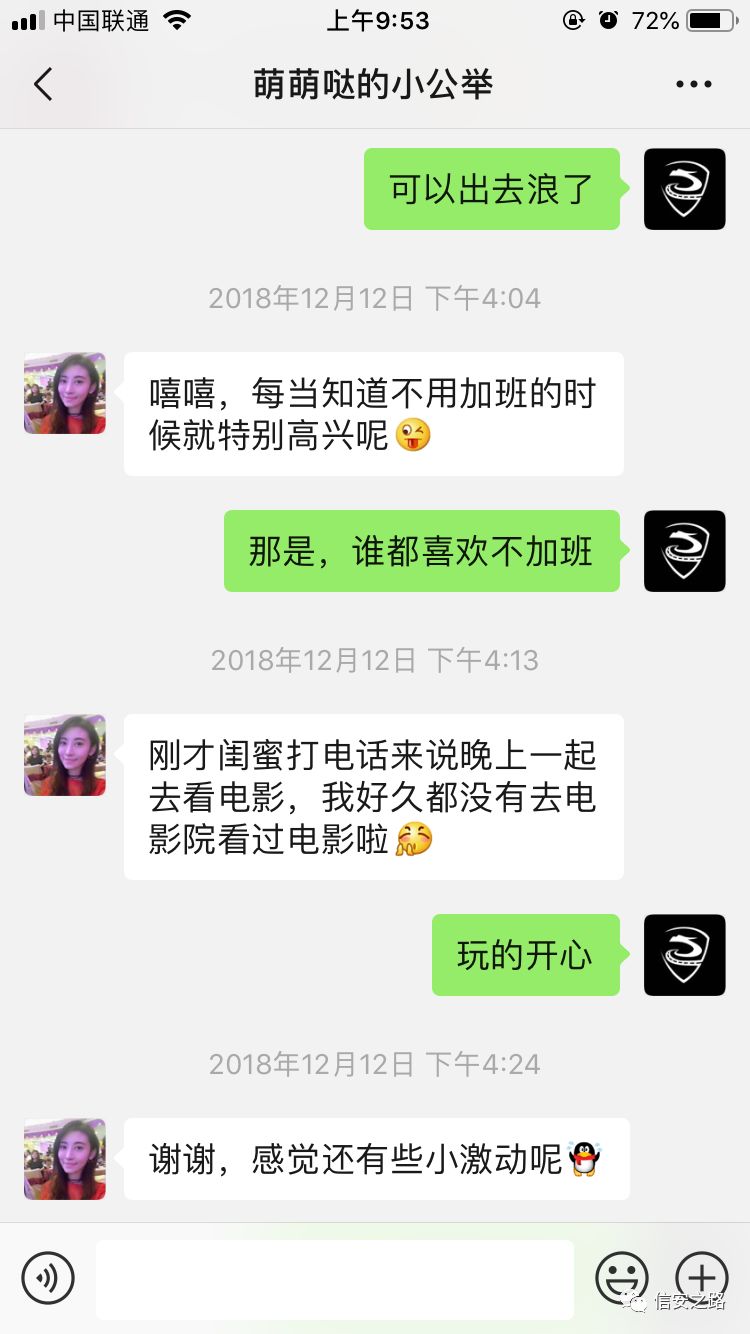 中国联通
上午9:53
72%
萌萌哒的小公举
可以出去浪了
2018年12月12日 下午4:04
嘻嘻，每当知道不用加班的时
候就特别高兴呢
那是，谁都喜欢不加班
2018年12月12日 下午4:13
刚才闺蜜打电话来说晚上一起
去看电影，我好久都没有去电
影院看过电影啦
玩的开心
2018年12月12日 下午4:24
谢谢，感觉还有些小激动呢
信安之路